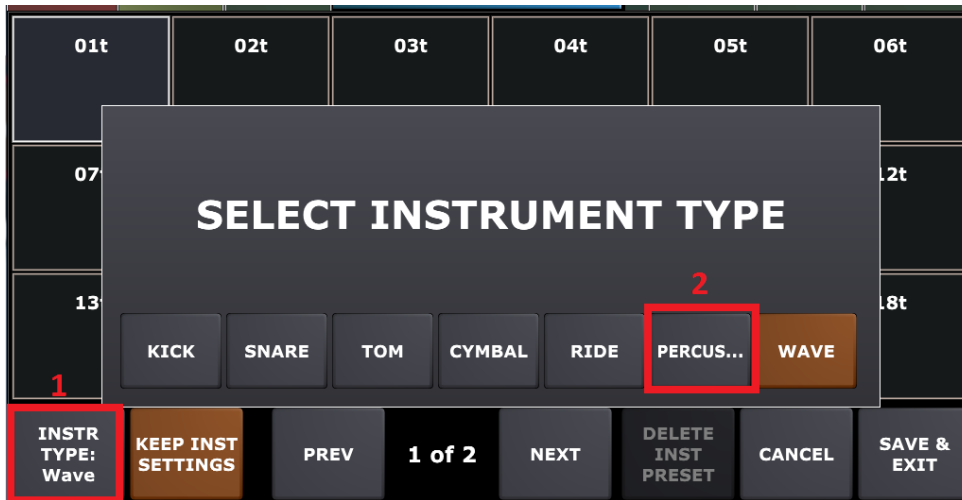 01t
02t
03t
04t
05t
06t
07
12t
SELECT INSTRUMENT TYPE
2
13
18t
KICK
SNARE
TOM
CYMBAL
RIDE
PERCUS...
WAVE
1
INSTR
TYPE:
Wave
KEEP INST
SETTINGS
PREV
1 of 2
NEXT
DELETE
INST
PRESET
CANCEL
SAVE &
EXIT